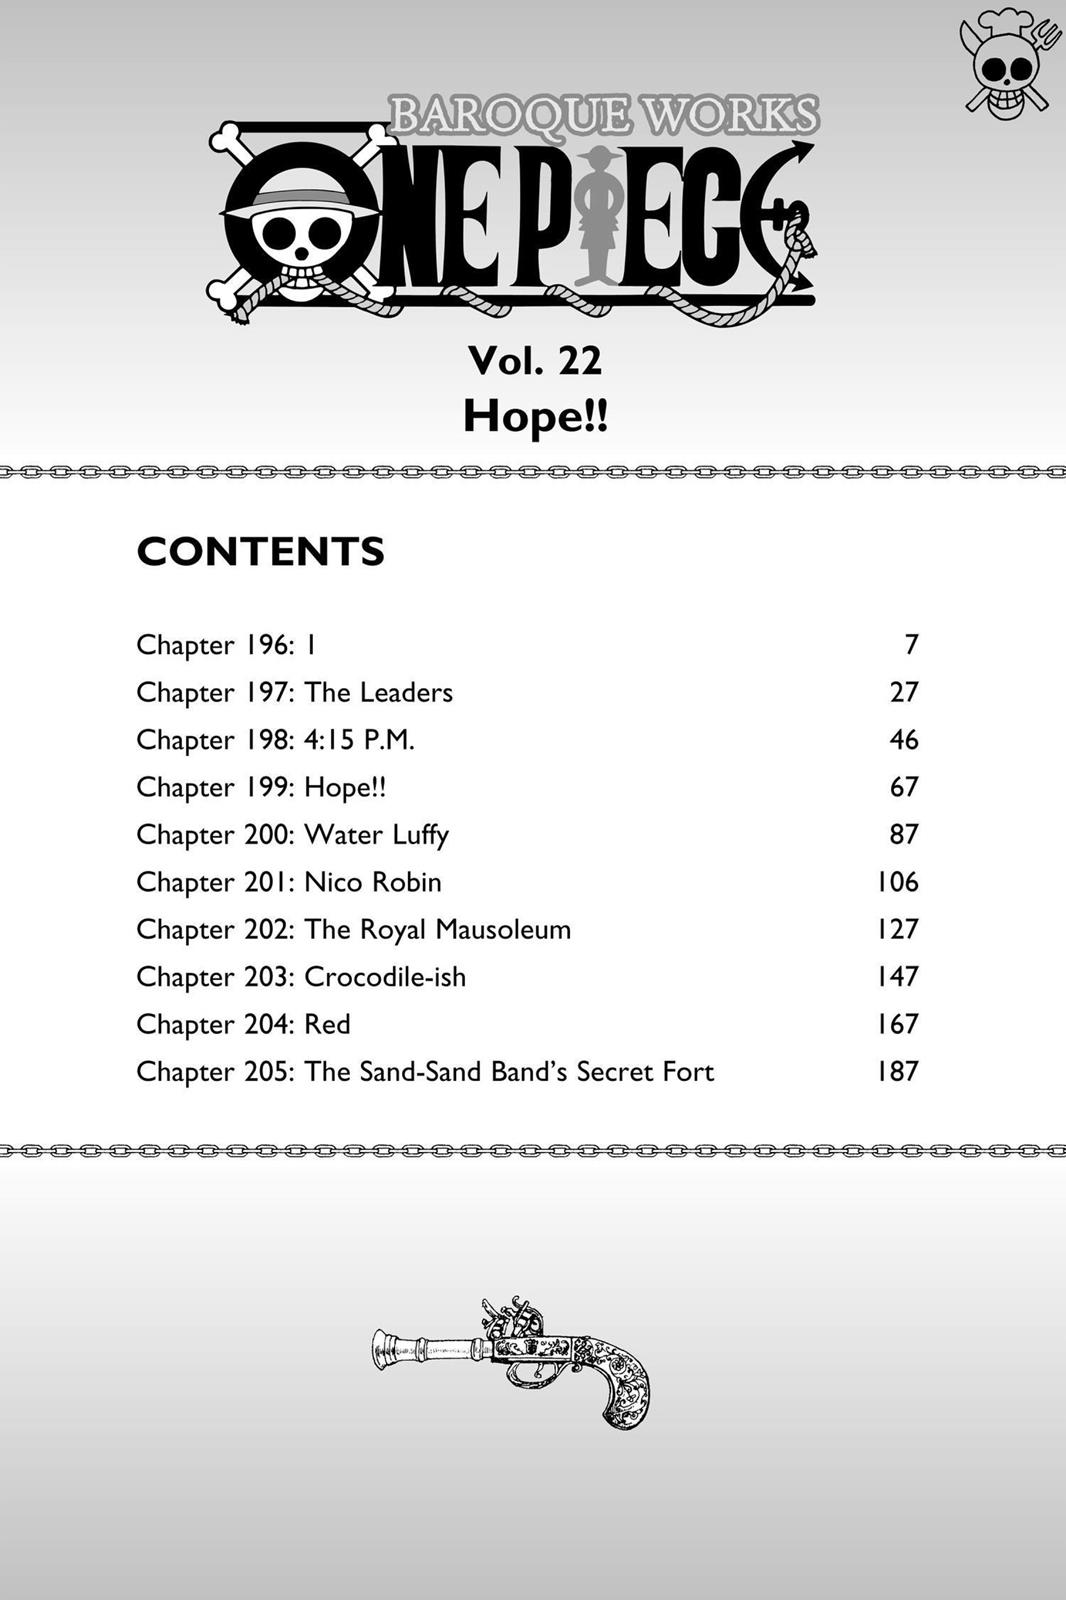 BAROQUE WORKS
ONE PIECE
Vol. 22
Hope!!
CONTENTS
Chapter 196: 1 7
Chapter 197: The Leaders 27
Chapter 198: 4:15 P.M. 46
Chapter 199: Hope!! 67
Chapter 200: Water Luffy 87
Chapter 201: Nico Robin 106
Chapter 202: The Royal Mausoleum 127
Chapter 203: Crocodile-ish 147
Chapter 204: Red 167
Chapter 205: The Sand-Sand Band’s Secret Fort 187